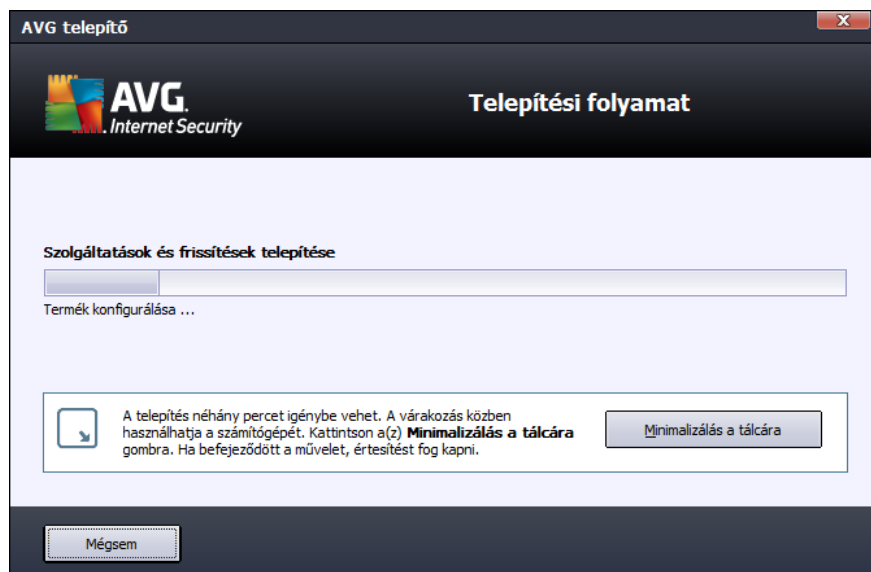 AVG telepítő
AVG.
Internet Security
Telepítési folyamat
Szolgáltatások és frissítések telepítése
Termék konfigurálása ...
A telepítés néhány percet igénybe vehet. A várakozás közben
használhatja a számítógépét. Kattintson a(z) Minimalizálás a tálcára
gombra. Ha befejeződött a művelet, értesítést fog kapni.
Minimalizálás a tálcára
Mégsem